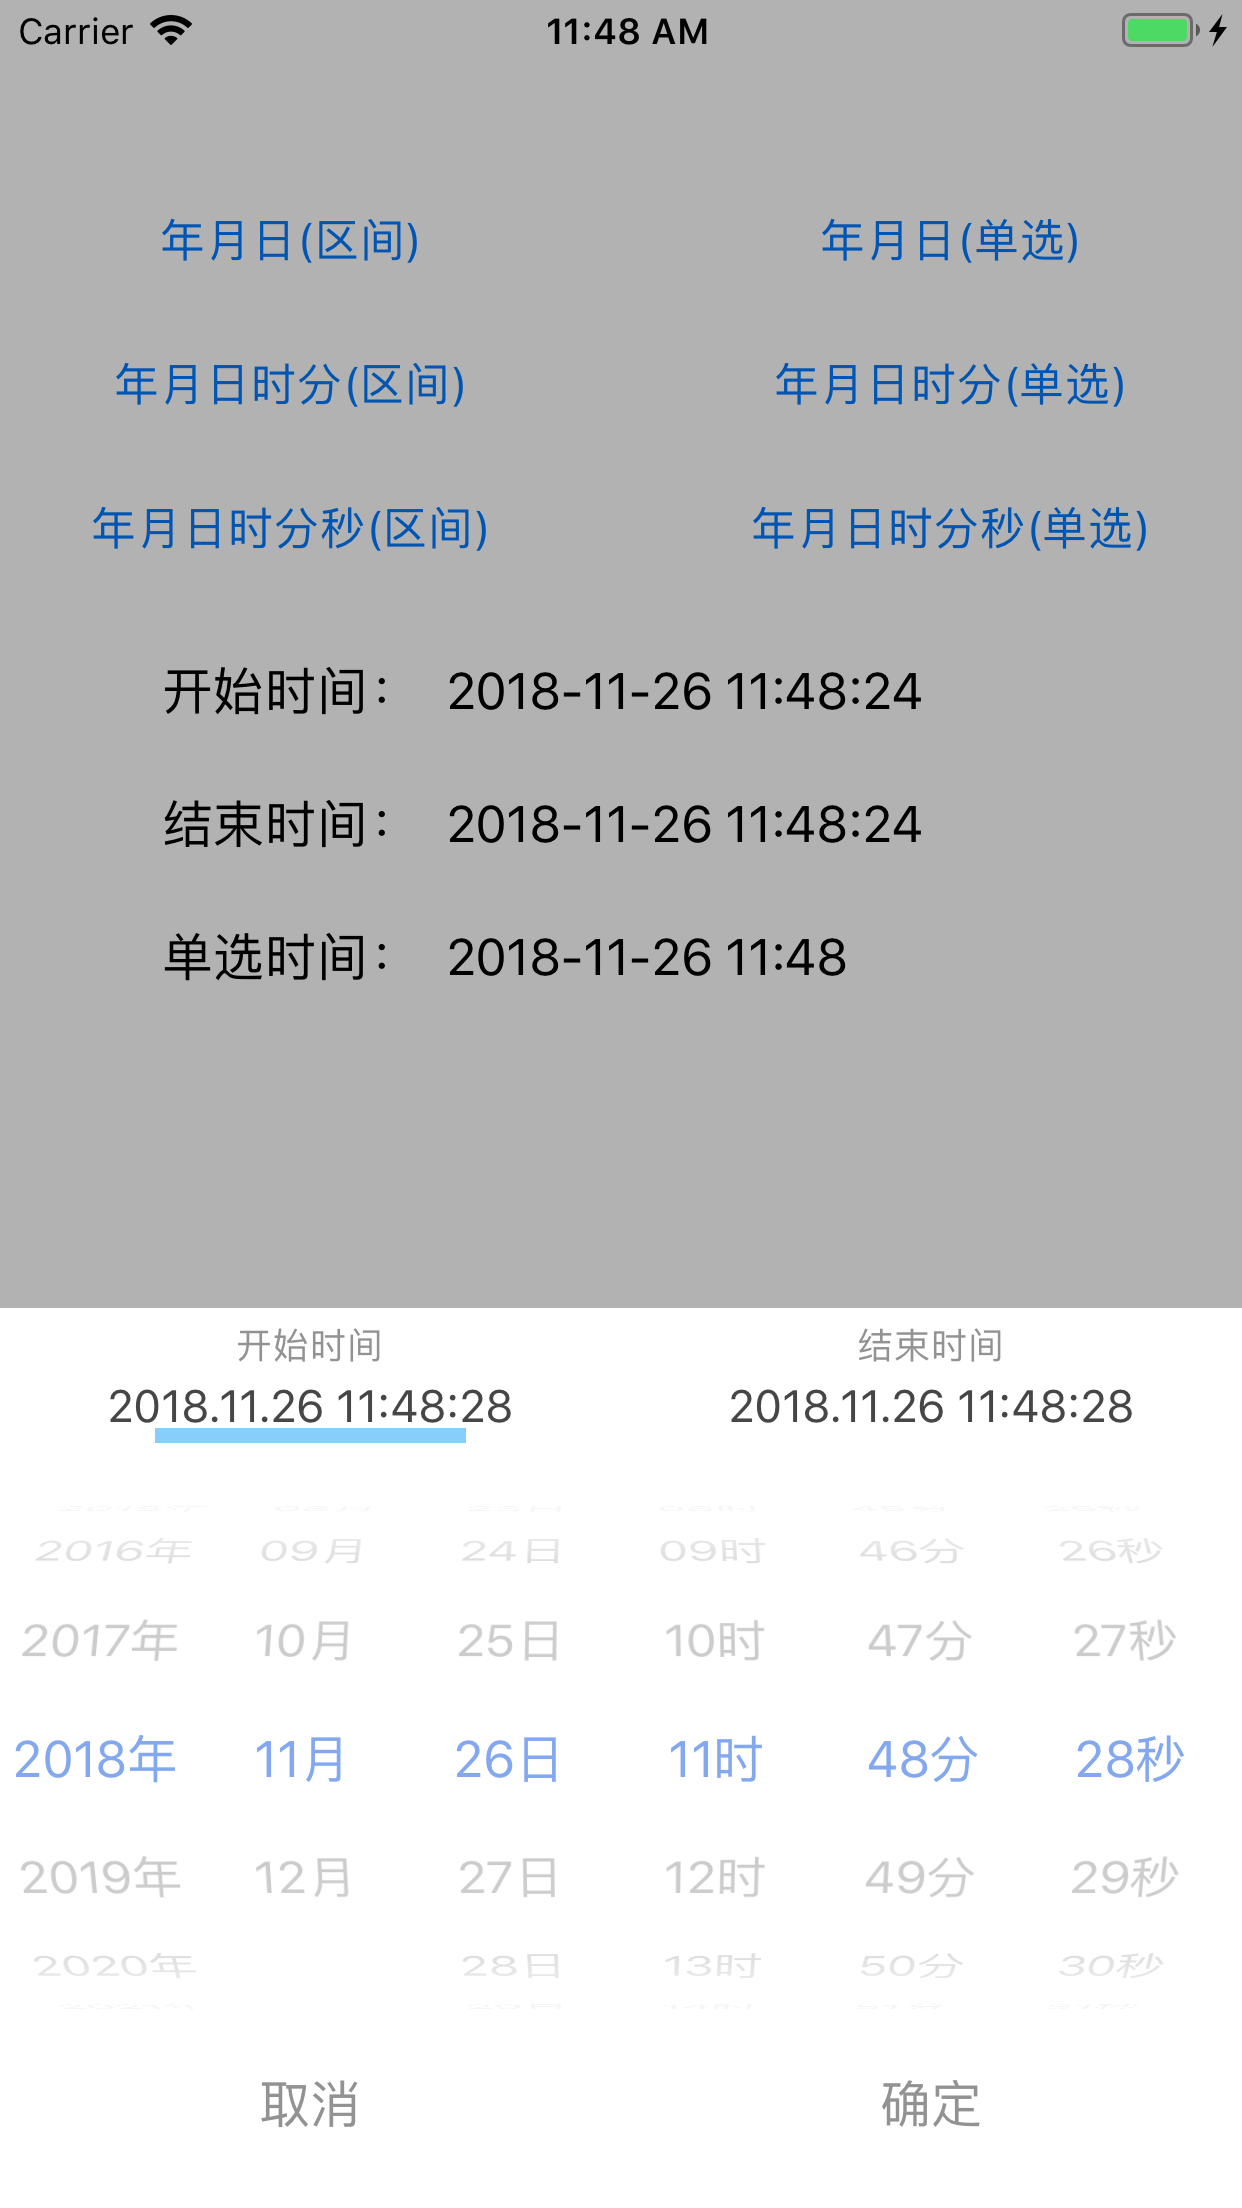 Carrier 11:48 AM
年月日(区间) 年月日(单选)
年月日时分(区间) 年月日时分(单选)
年月日时分秒(区间) 年月日时分秒(单选)
开始时间： 2018-11-26 11:48:24
结束时间： 2018-11-26 11:48:24
单选时间： 2018-11-26 11:48
开始时间 结束时间
2018.11.26 11:48:28 2018.11.26 11:48:28
2016年 09月 24日 09时 46分 26秒
2017年 10月 25日 10时 47分 27秒
2018年 11月 26日 11时 48分 28秒
2019年 12月 27日 12时 49分 29秒
2020年 28日 13时 50分 30秒
取消 确定